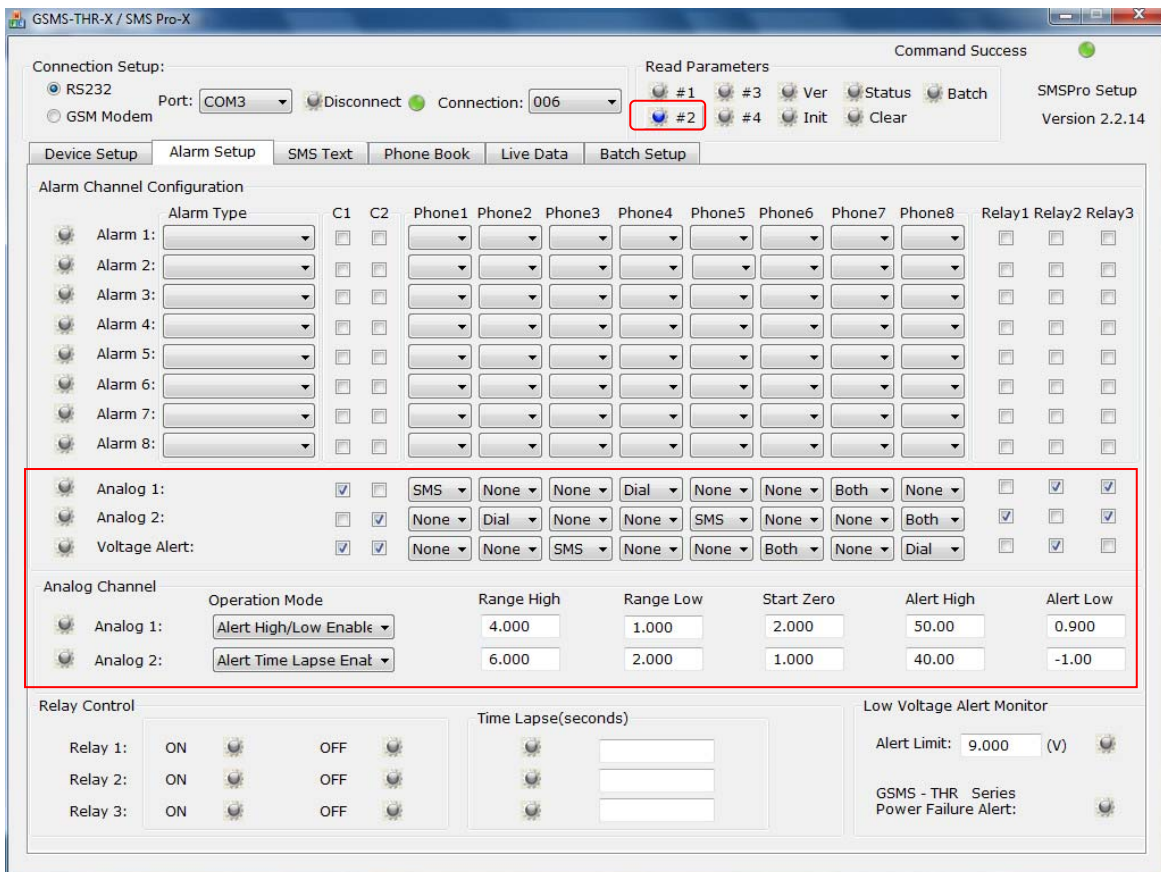 GSMS-THR-X / SMS Pro-X
Command Success
Connection Setup:
Read Parameters
RS232
Port: COM3 Disconnect Connection: 006
#1 #3 Ver Status Batch
SMSPro Setup
GSM Modem
#2 #4 Init Clear
Version 2.2.14
Device Setup Alarm Setup SMS Text Phone Book Live Data Batch Setup
Alarm Channel Configuration
Alarm Type C1 C2 Phone1 Phone2 Phone3 Phone4 Phone5 Phone6 Phone7 Phone8 Relay1 Relay2 Relay3
Alarm 1:
Alarm 2:
Alarm 3:
Alarm 4:
Alarm 5:
Alarm 6:
Alarm 7:
Alarm 8:
Analog 1: SMS None None Dial None None Both None
Analog 2: None Dial None None SMS None None Both
Voltage Alert: None None SMS None None Both None Dial
Analog Channel
Operation Mode Range High Range Low Start Zero Alert High Alert Low
Analog 1: Alert High/Low Enable 4.000 1.000 2.000 50.00 0.900
Analog 2: Alert Time Lapse Enat 6.000 2.000 1.000 40.00 -1.00
Relay Control
Time Lapse(seconds)
Low Voltage Alert Monitor
Relay 1: ON OFF
Alert Limit: 9.000 (V)
Relay 2: ON OFF
GSMS - THR Series
Power Failure Alert:
Relay 3: ON OFF